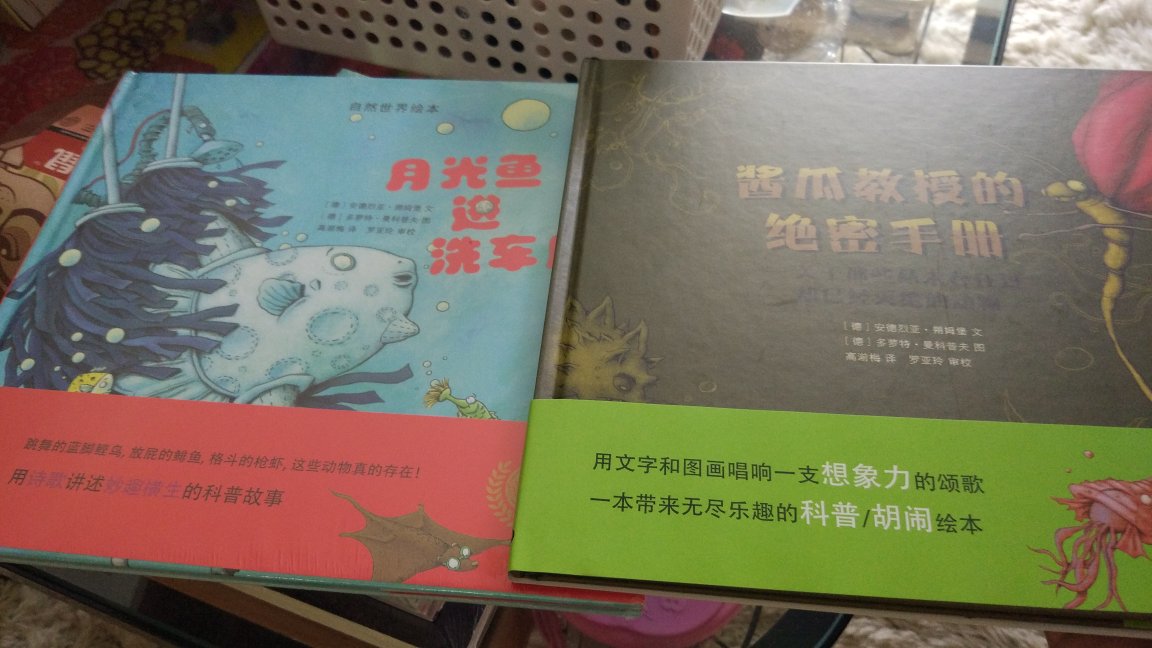 自然世界绘本
月光鱼
逛
洗车
[德] 安德烈亚·朔姆堡 文
[德] 多萝特·曼科普夫 图
高湔梅 译 罗亚玲 审校
跳舞的蓝脚鲣鸟, 放屁的鲱鱼, 格斗的枪虾, 这些动物真的存在!
用诗歌讲述妙趣横生的科普故事
酱瓜教授的
绝密手册
[德] 安德烈亚·朔姆堡 文
[德] 多萝特·曼科普夫 图
高湔梅 译 罗亚玲 审校
用文字和图画唱响一支想象力的颂歌
一本带来无尽乐趣的科普/胡闹绘本